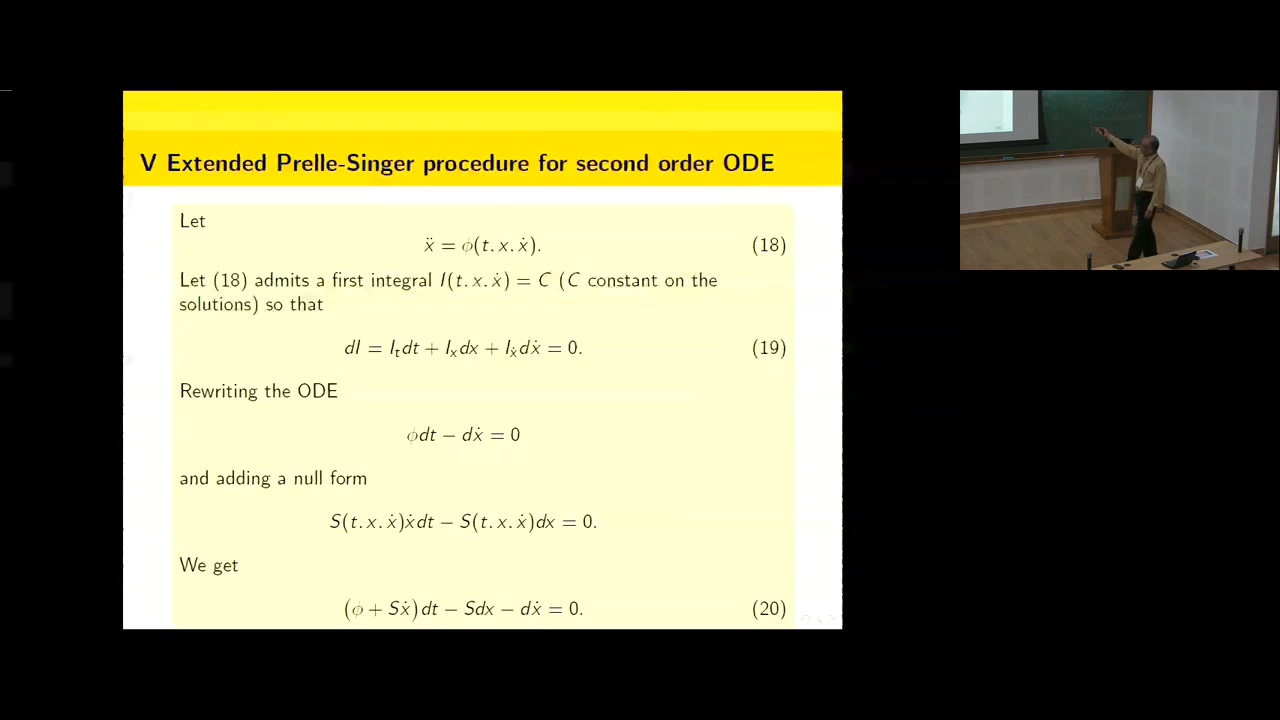 V Extended Prelle-Singer procedure for second order ODE
Let
ẍ = ϕ(t. x. ẋ). (18)
Let (18) admits a first integral I(t. x. ẋ) = C (C constant on the
solutions) so that
dI = I_t dt + I_x dx + I_ẋ dẋ = 0. (19)
Rewriting the ODE
ϕdt − dẋ = 0
and adding a null form
S(t. x. ẋ)ẋdt − S(t. x. ẋ)dx = 0.
We get
(ϕ + Sẋ)dt − Sdx − dẋ = 0. (20)